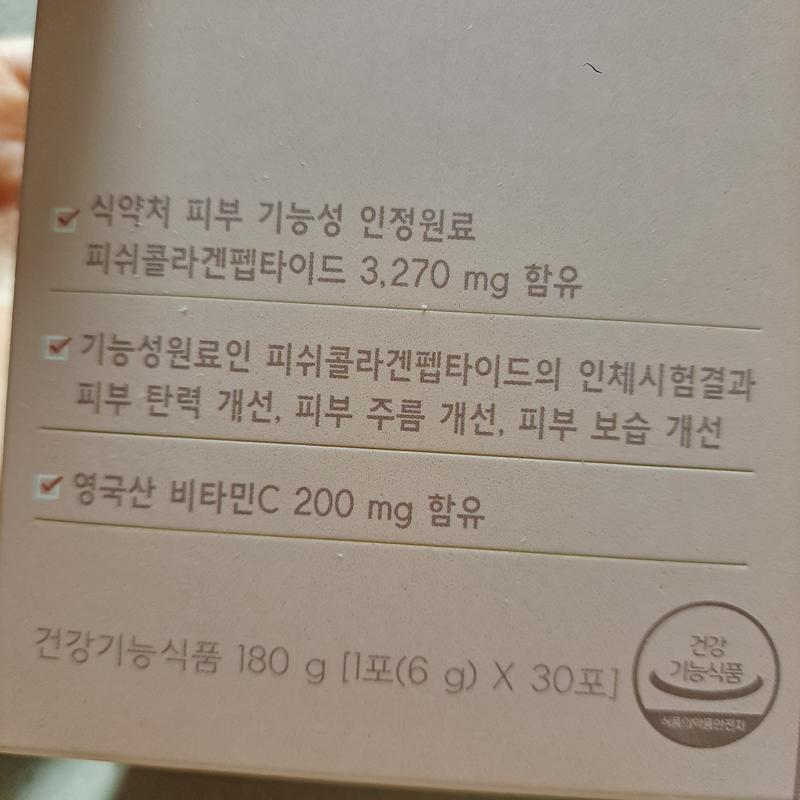 식약처 피부 기능성 인정원료
피쉬콜라겐펩타이드 3,270 mg 함유
기능성원료인 피쉬콜라겐펩타이드의 인체시험결과
피부 탄력 개선, 피부 주름 개선, 피부 보습 개선
영국산 비타민C 200 mg 함유
건강기능식품 180 g [1포(6 g) X 30포]
건강
기능식품
식품의약품안전처